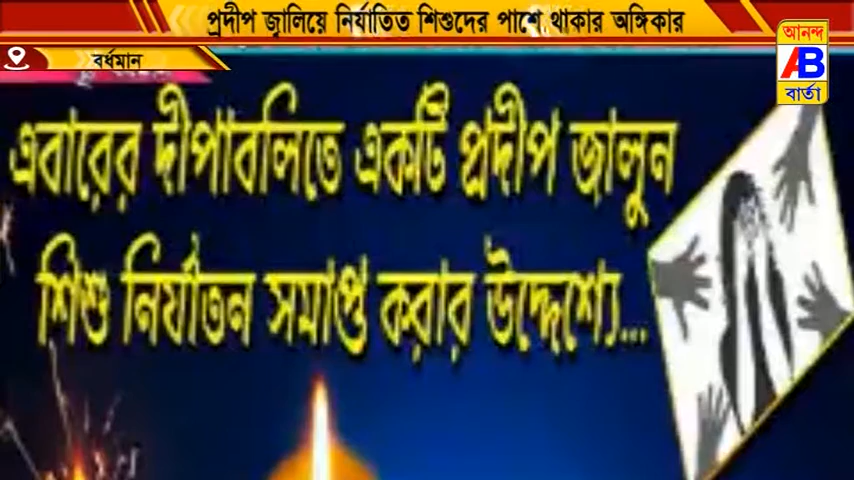 প্রদীপ জ্বালিয়ে নির্যাতিত শিশুদের পাশে থাকার অঙ্গিকার
বর্ধমান
আনন্দ
AB
বার্তা
এবারের দীপাবলিতে একটি প্রদীপ জালুন
শিশু নির্যাতন সমাপ্ত করার উদ্দেশ্যে...